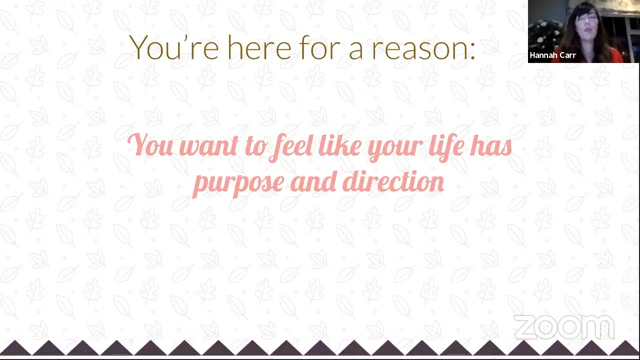 You're here for a reason:
Hannah Carr
You want to feel like your life has
purpose and direction
zoom